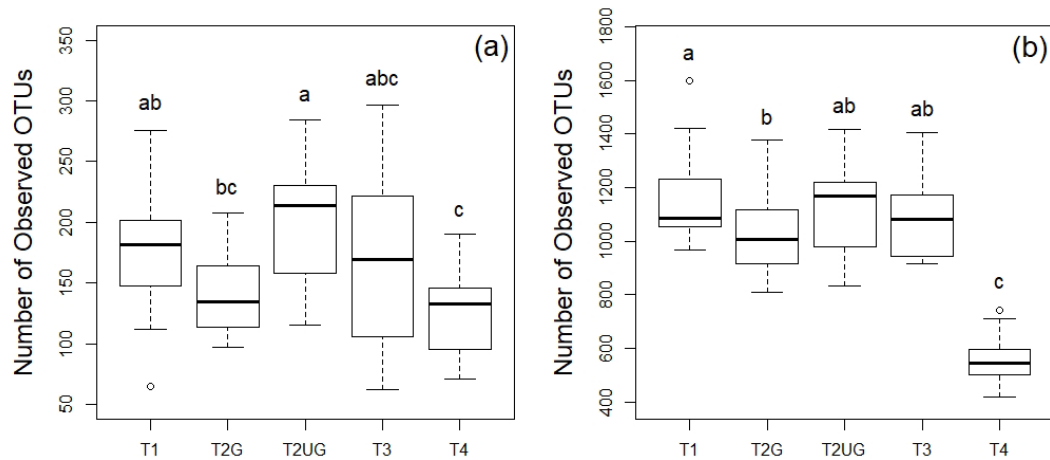 (a)
Number of Observed OTUs
350
300
250
200
150
100
50
ab
bc
a
abc
c
T1 T2G T2UG T3 T4
(b)
Number of Observed OTUs
1800
1600
1400
1200
1000
800
600
400
a
b
ab
ab
c
T1 T2G T2UG T3 T4